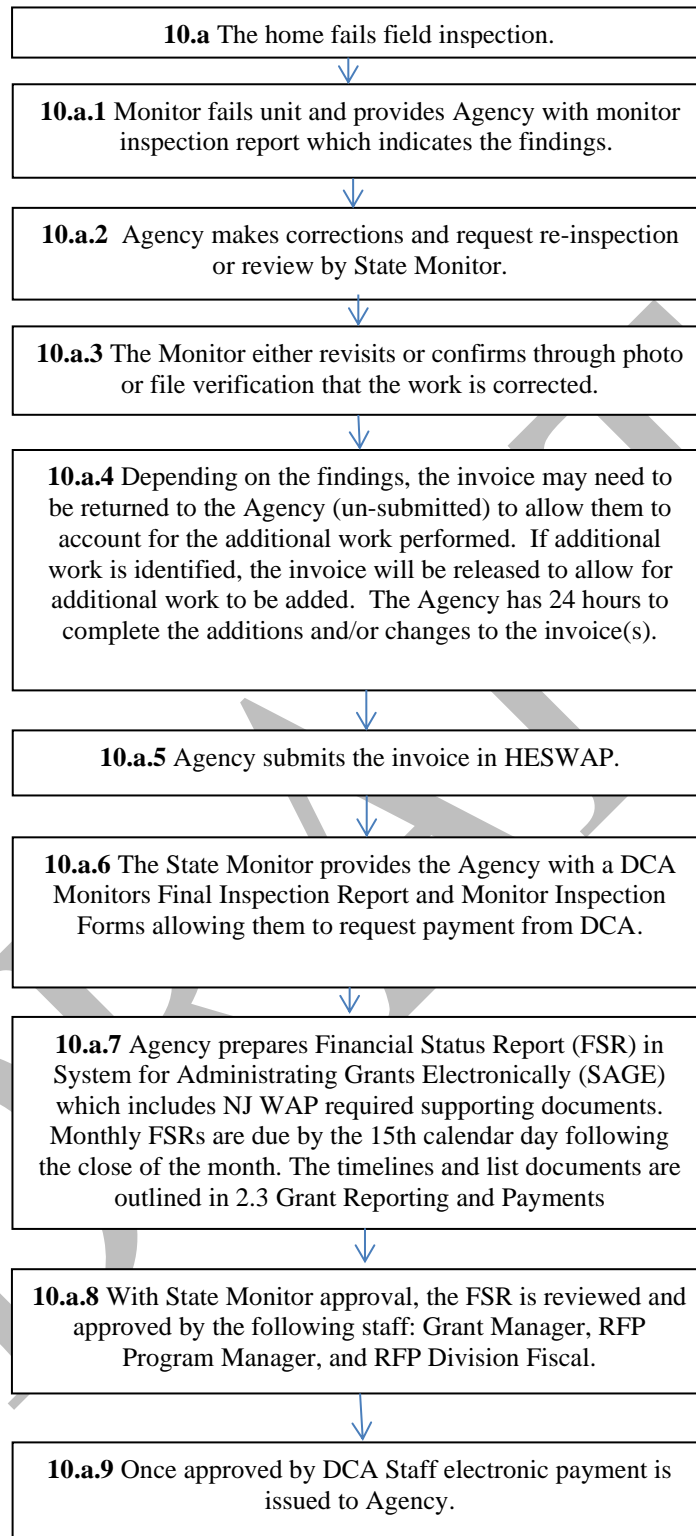 10.a The home fails field inspection.
10.a.1 Monitor fails unit and provides Agency with monitor
inspection report which indicates the findings.
10.a.2 Agency makes corrections and request re-inspection
or review by State Monitor.
10.a.3 The Monitor either revisits or confirms through photo
or file verification that the work is corrected.
10.a.4 Depending on the findings, the invoice may need to
be returned to the Agency (un-submitted) to allow them to
account for the additional work performed. If additional
work is identified, the invoice will be released to allow for
additional work to be added. The Agency has 24 hours to
complete the additions and/or changes to the invoice(s).
10.a.5 Agency submits the invoice in HESWAP.
10.a.6 The State Monitor provides the Agency with a DCA
Monitors Final Inspection Report and Monitor Inspection
Forms allowing them to request payment from DCA.
10.a.7 Agency prepares Financial Status Report (FSR) in
System for Administrating Grants Electronically (SAGE)
which includes NJ WAP required supporting documents.
Monthly FSRs are due by the 15th calendar day following
the close of the month. The timelines and list documents are
outlined in 2.3 Grant Reporting and Payments
10.a.8 With State Monitor approval, the FSR is reviewed and
approved by the following staff: Grant Manager, RFP
Program Manager, and RFP Division Fiscal.
10.a.9 Once approved by DCA Staff electronic payment is
issued to Agency.